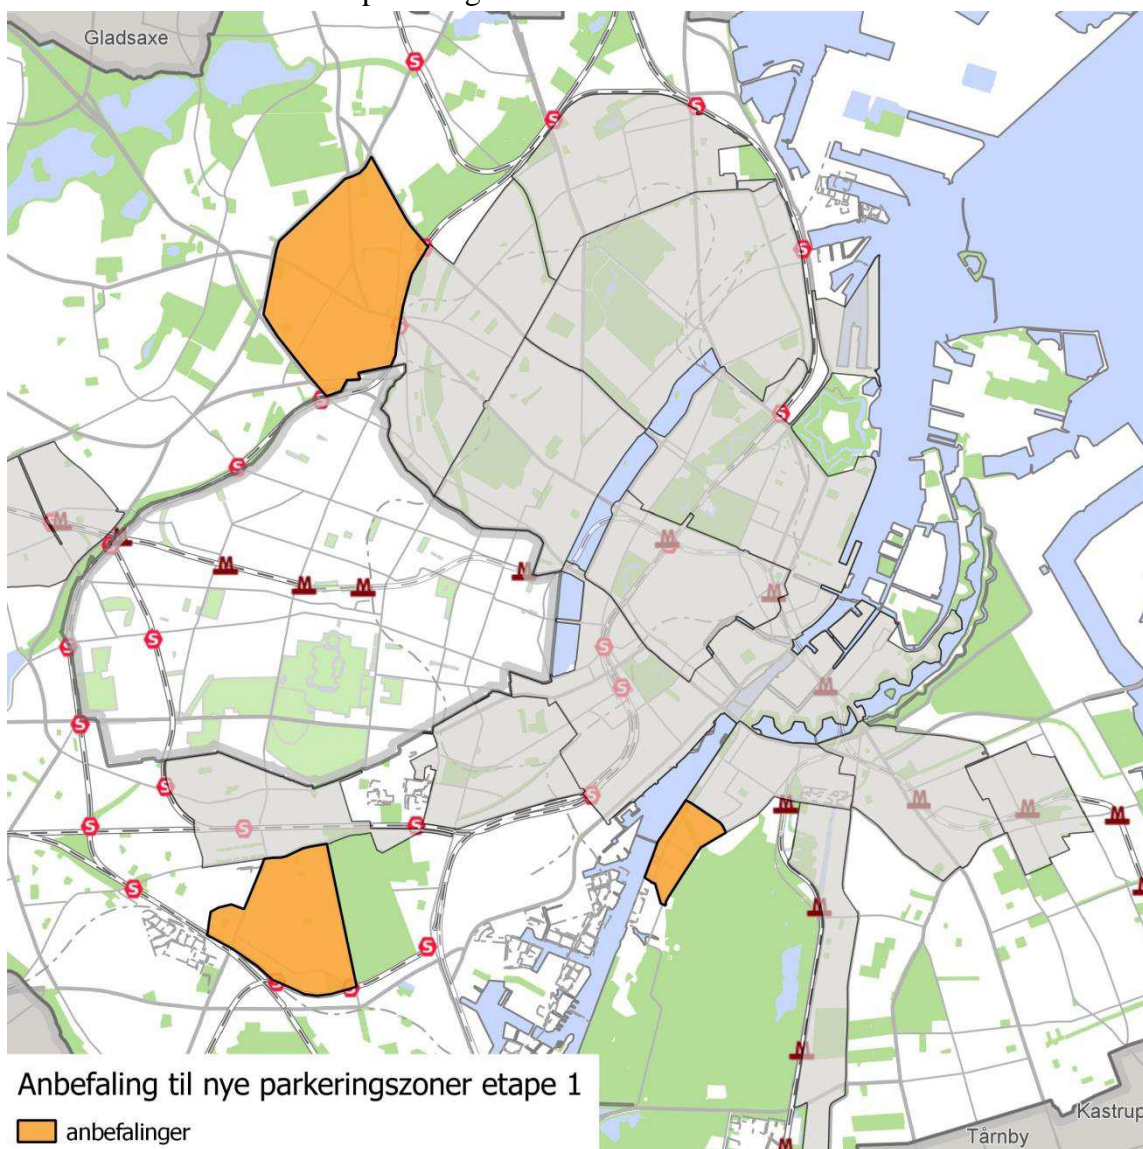 Gladsaxe
Anbefaling til nye parkeringszoner etape 1
anbefalinger
Kastrup
Tårnby